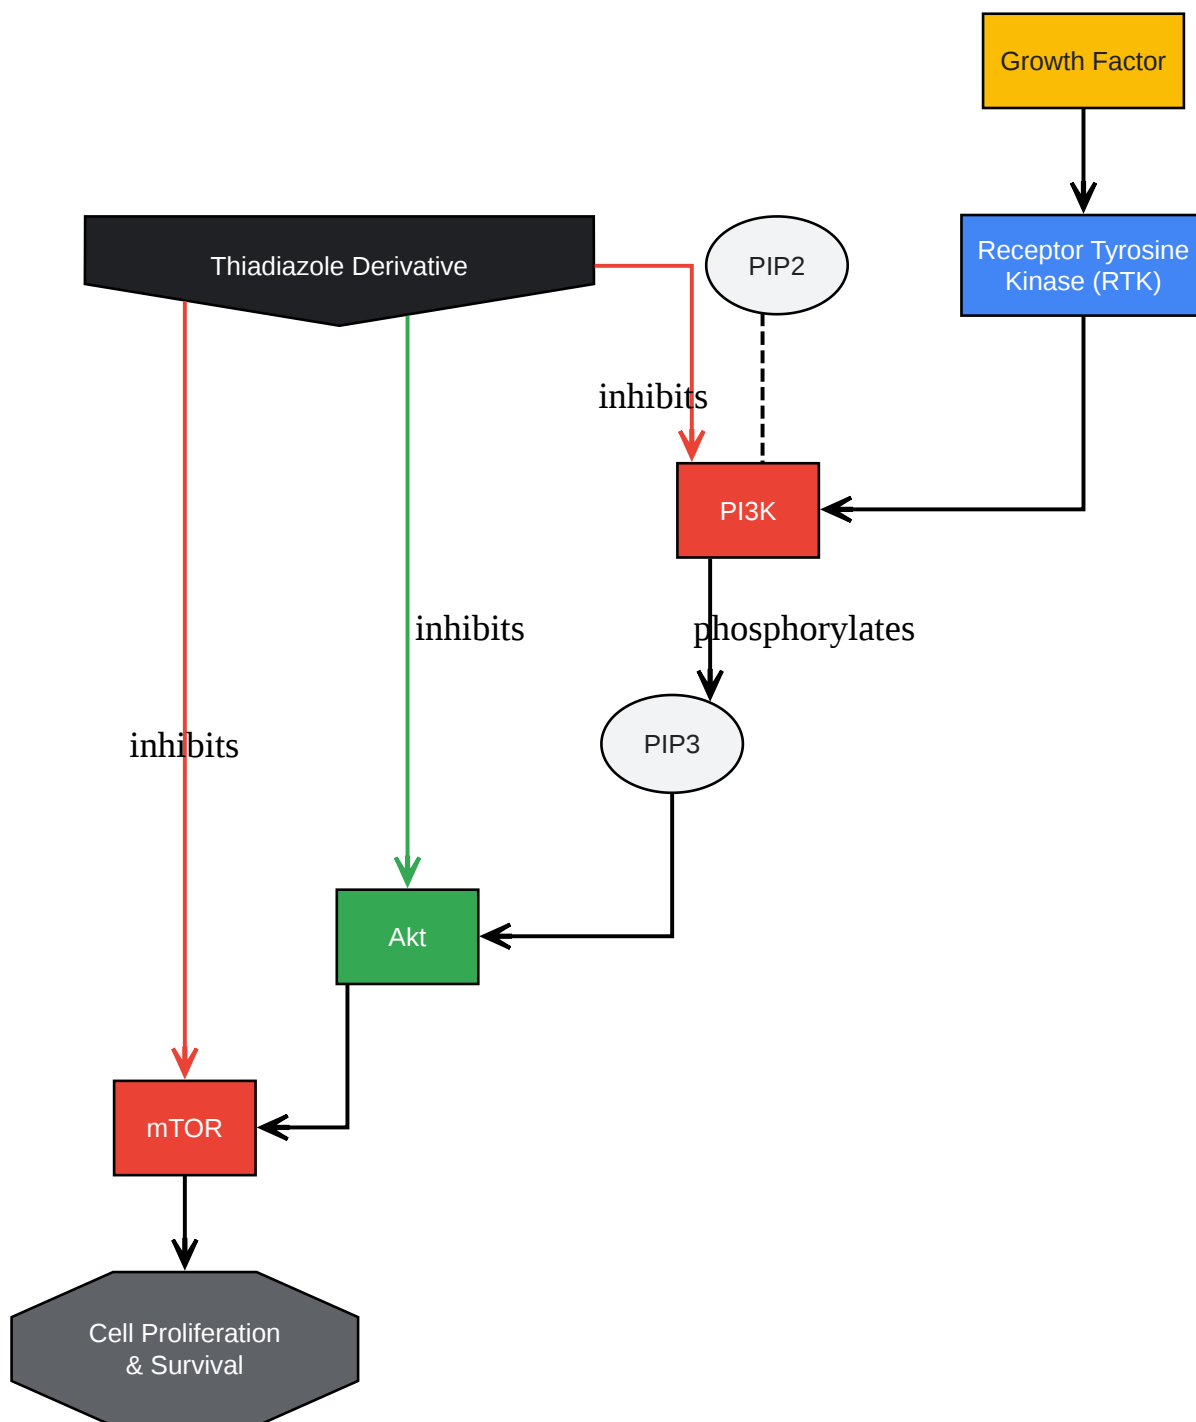 Growth Factor
Thiadiazole Derivative
PIP2
Receptor Tyrosine
Kinase (RTK)
inhibits
PI3K
inhibits
phosphorylates
inhibits
PIP3
Akt
mTOR
Cell Proliferation
& Survival